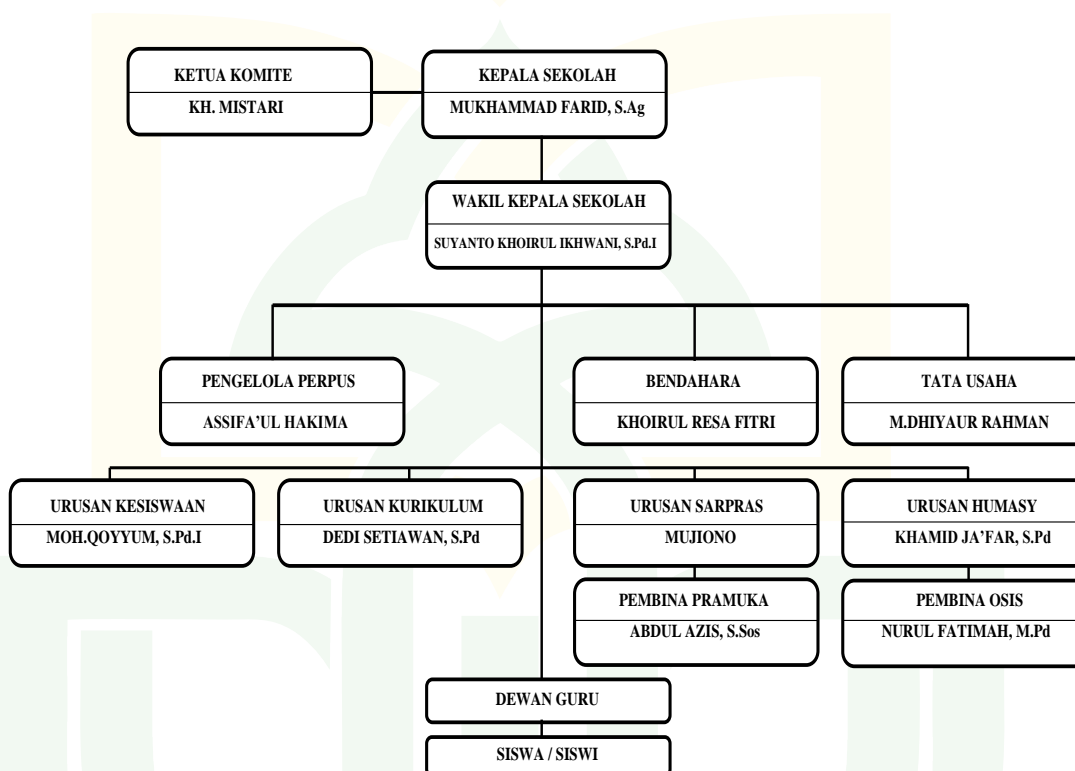 KETUA KOMITE
KH. MISTARI
KEPALA SEKOLAH
MUKHAMMAD FARID, S.Ag
WAKIL KEPALA SEKOLAH
SUYANTO KHOIRUL IKHWANI, S.Pd.I
PENGELOLA PERPUS
ASSIFA’UL HAKIMA
BENDAHARA
KHOIRUL RESA FITRI
TATA USAHA
M.DHIYAUR RAHMAN
URUSAN KESISWAAN
MOH.QOYYUM, S.Pd.I
URUSAN KURIKULUM
DEDI SETIAWAN, S.Pd
URUSAN SARPRAS
MUJIONO
URUSAN HUMASY
KHAMID JA’FAR, S.Pd
PEMBINA PRAMUKA
ABDUL AZIS, S.Sos
PEMBINA OSIS
NURUL FATIMAH, M.Pd
DEWAN GURU
SISWA / SISWI